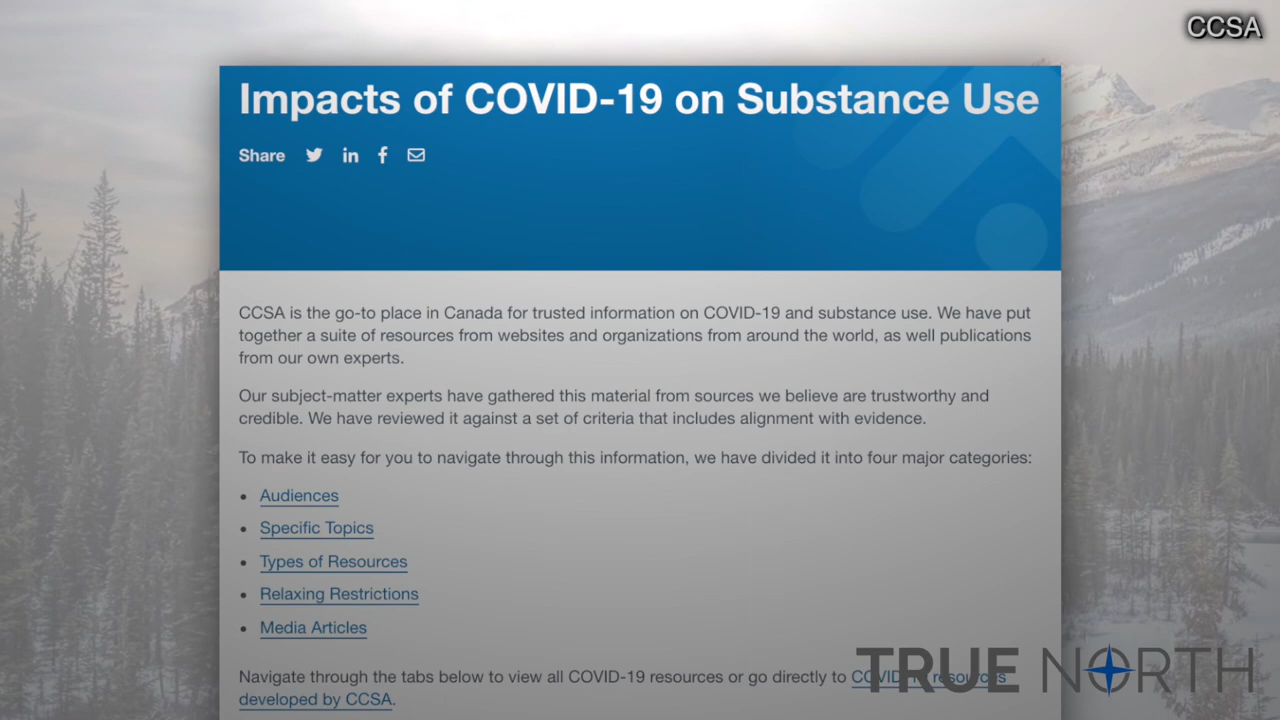 CCSA
Impacts of COVID-19 on Substance Use
Share
CCSA is the go-to place in Canada for trusted information on COVID-19 and substance use. We have put
together a suite of resources from websites and organizations from around the world, as well publications
from our own experts.
Our subject-matter experts have gathered this material from sources we believe are trustworthy and
credible. We have reviewed it against a set of criteria that includes alignment with evidence.
To make it easy for you to navigate through this information, we have divided it into four major categories:
• Audiences
• Specific Topics
• Types of Resources
• Relaxing Restrictions
• Media Articles
Navigate through the tabs below to view all COVID-19 resources or go directly to COVID-19 resources
developed by CCSA.
TRUE NORTH